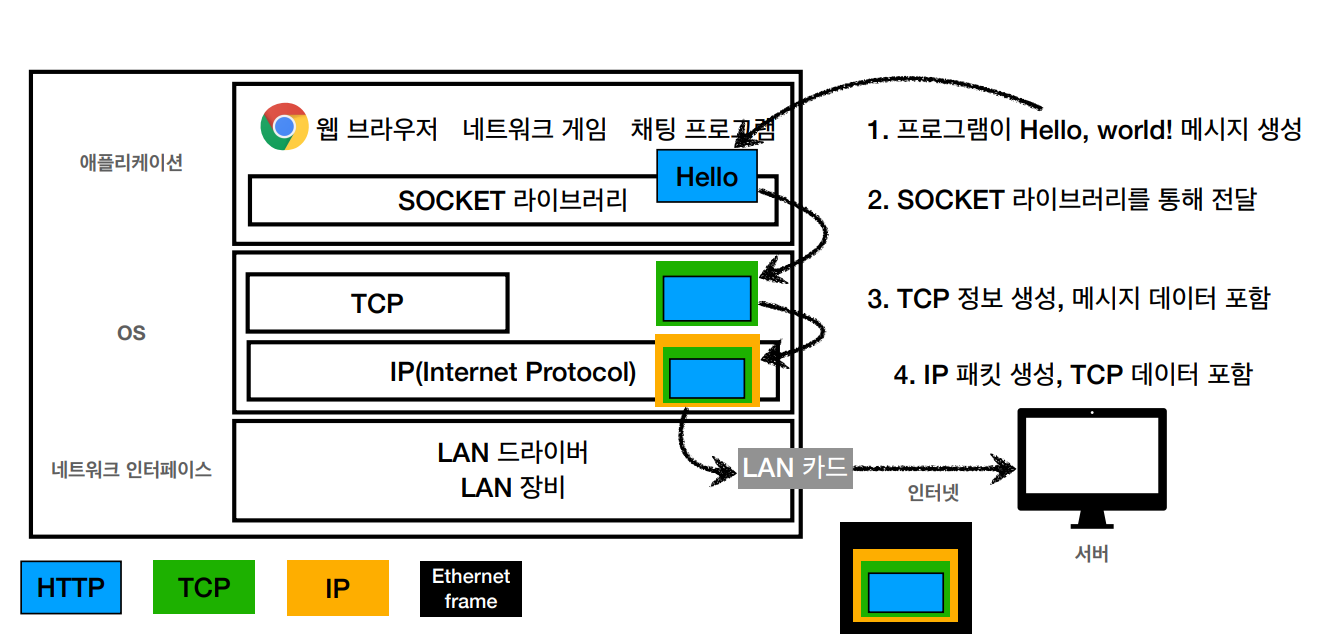 웹 브라우저 네트워크 게임 채팅 프로그램
1. 프로그램이 Hello, world! 메시지 생성
애플리케이션
Hello
SOCKET 라이브러리
2. SOCKET 라이브러리를 통해 전달
TCP
3. TCP 정보 생성, 메시지 데이터 포함
OS
IP(Internet Protocol)
4. IP 패킷 생성, TCP 데이터 포함
네트워크 인터페이스
LAN 드라이버
LAN 장비
LAN 카드
인터넷
서버
HTTP
TCP
IP
Ethernet
frame